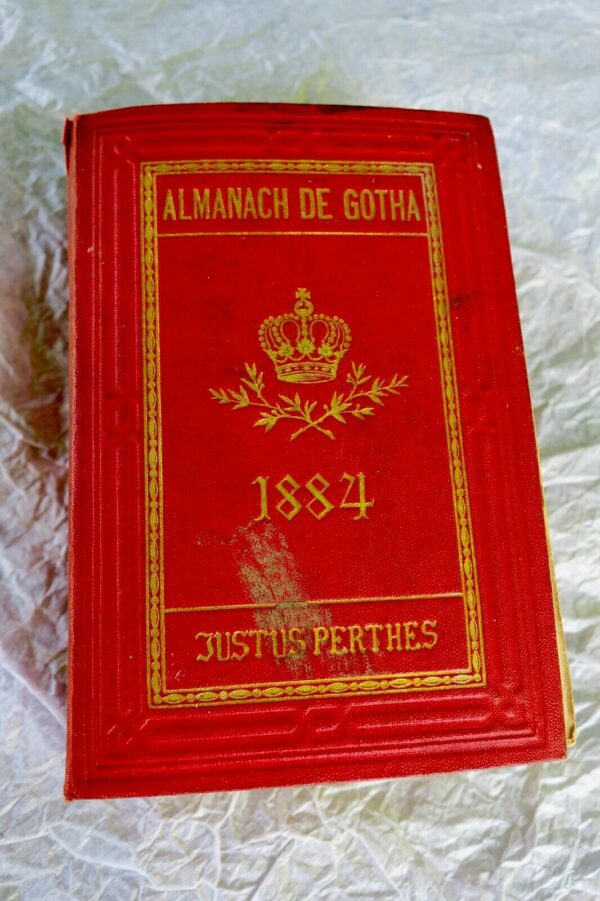 ALMANACH DE GOTHA
1884
JUSTUS PERTHES